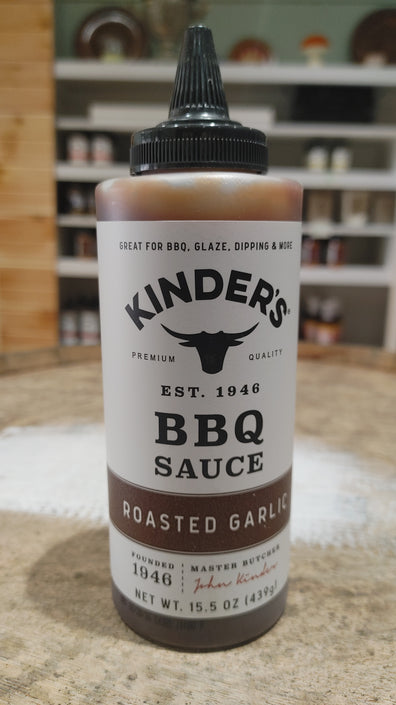 GREAT FOR BBQ, GLAZE, DIPPING & MORE
KINDER'S®
PREMIUM QUALITY
EST. 1946
BBQ
SAUCE
ROASTED GARLIC
FOUNDED
1946
MASTER BUTCHER
John Kinder
NET WT. 15.5 OZ (439g)